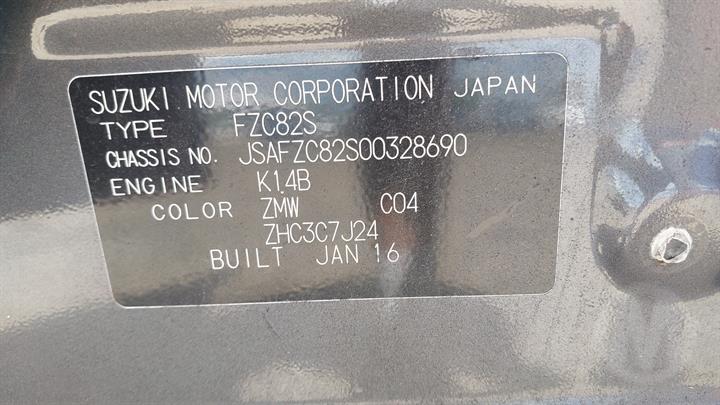 SUZUKI MOTOR CORPORATION JAPAN
TYPE FZC82S
CHASSIS NO. JSAFZC82S00328690
ENGINE K14B
COLOR ZMW C04
ZHC3C7J24
BUILT JAN 16